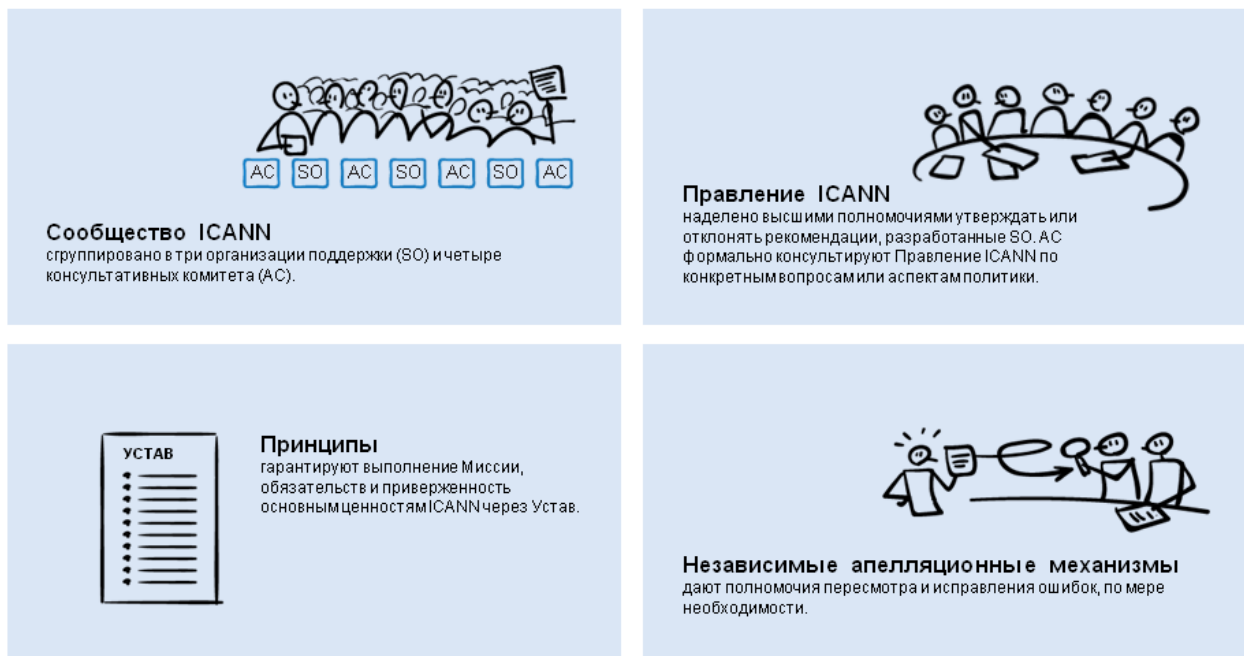 AC SO AC SO AC SO AC
Сообщество ICANN
сгруппировано в три организации поддержки (SO) и четыре
консультативных комитета (AC).
Правление ICANN
наделено высшими полномочиями утверждать или
отклонять рекомендации, разработанные SO. AC
формально консультируют Правление ICANN по
конкретным вопросам или аспектам политики.
УСТАВ
Принципы
гарантируют выполнение Миссии,
обязательств и приверженность
основным ценностям ICANN через Устав.
Независимые апелляционные механизмы
дают полномочия пересмотра и исправления ошибок, по мере
необходимости.